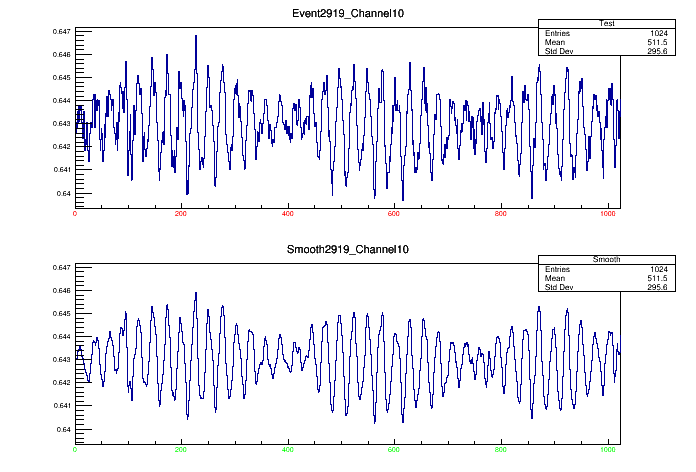 Event2919_Channel10
Test
Entries 1024
Mean 511.5
Std Dev 295.6
0.647
0.646
0.645
0.644
0.643
0.642
0.641
0.64
0 200 400 600 800 1000
Smooth2919_Channel10
Smooth
Entries 1024
Mean 511.5
Std Dev 295.6
0.647
0.646
0.645
0.644
0.643
0.642
0.641
0.64
0 200 400 600 800 1000